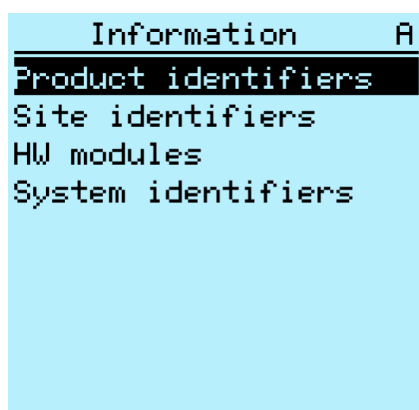 Information A
Product identifiers
Site identifiers
HW modules
System identifiers